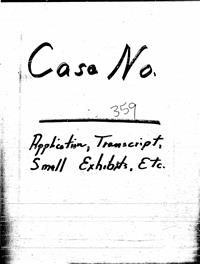 Case No.
359
Application, Transcript,
Small Exhibits, Etc.